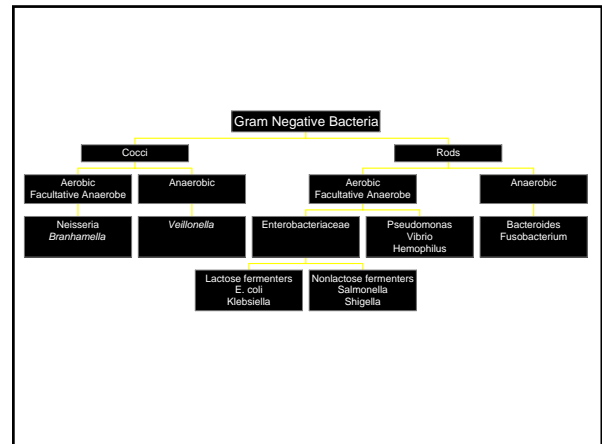 Gram Negative Bacteria
Cocci
Rods
Aerobic
Facultative Anaerobe
Anaerobic
Aerobic
Facultative Anaerobe
Anaerobic
Neisseria
Branhamella
Veillonella
Enterobacteriaceae
Pseudomonas
Vibrio
Hemophilus
Bacteroides
Fusobacterium
Lactose fermenters
E. coli
Klebsiella
Nonlactose fermenters
Salmonella
Shigella